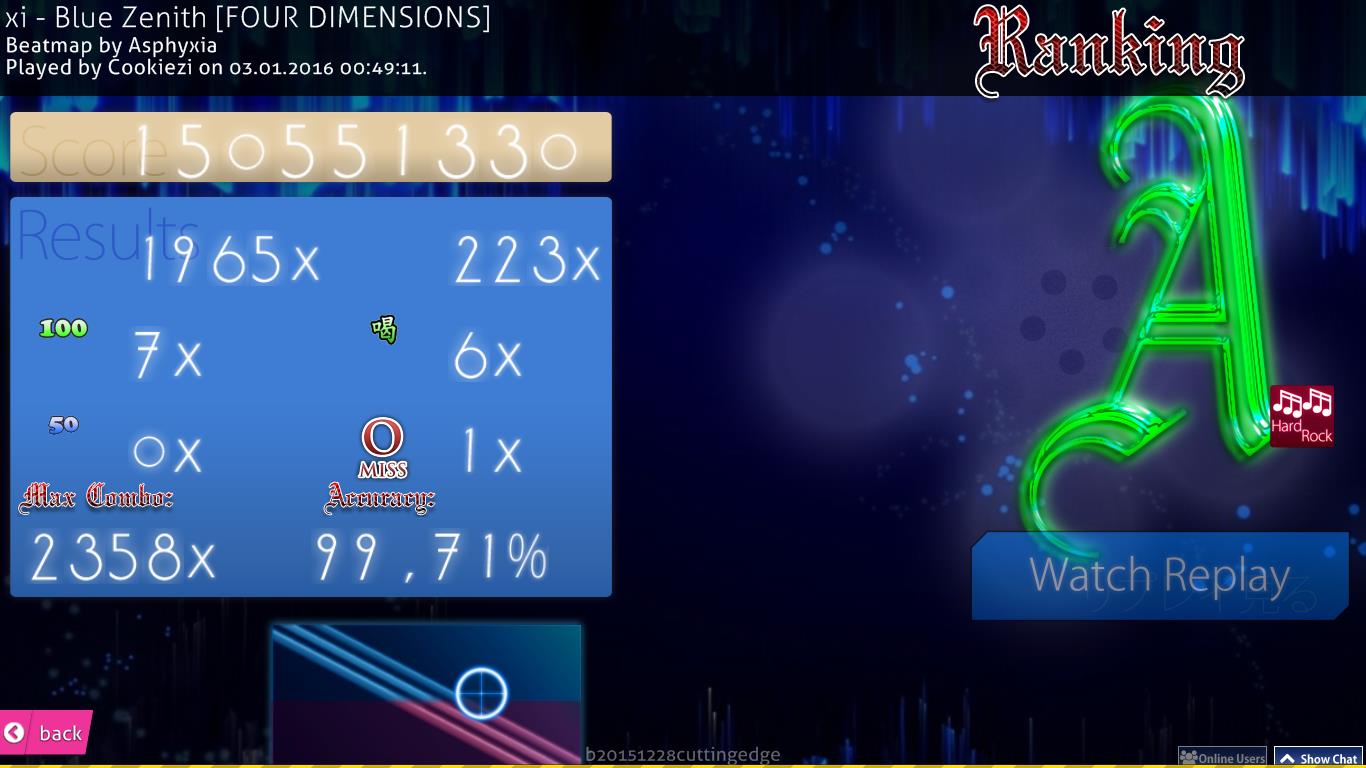 xi - Blue Zenith [FOUR DIMENSIONS]
Beatmap by Asphyxia
Played by Cookiezi on 03.01.2016 00:49:11.
Ranking
Score 150551330
Results
1965x 223x
100 7x 喝 6x
50 0x MISS 1x
Max Combo: Accuracy:
2358x 99,71%
A
Hard Rock
Watch Replay
back
b20151228cuttingedge
Online Users
Show Chat